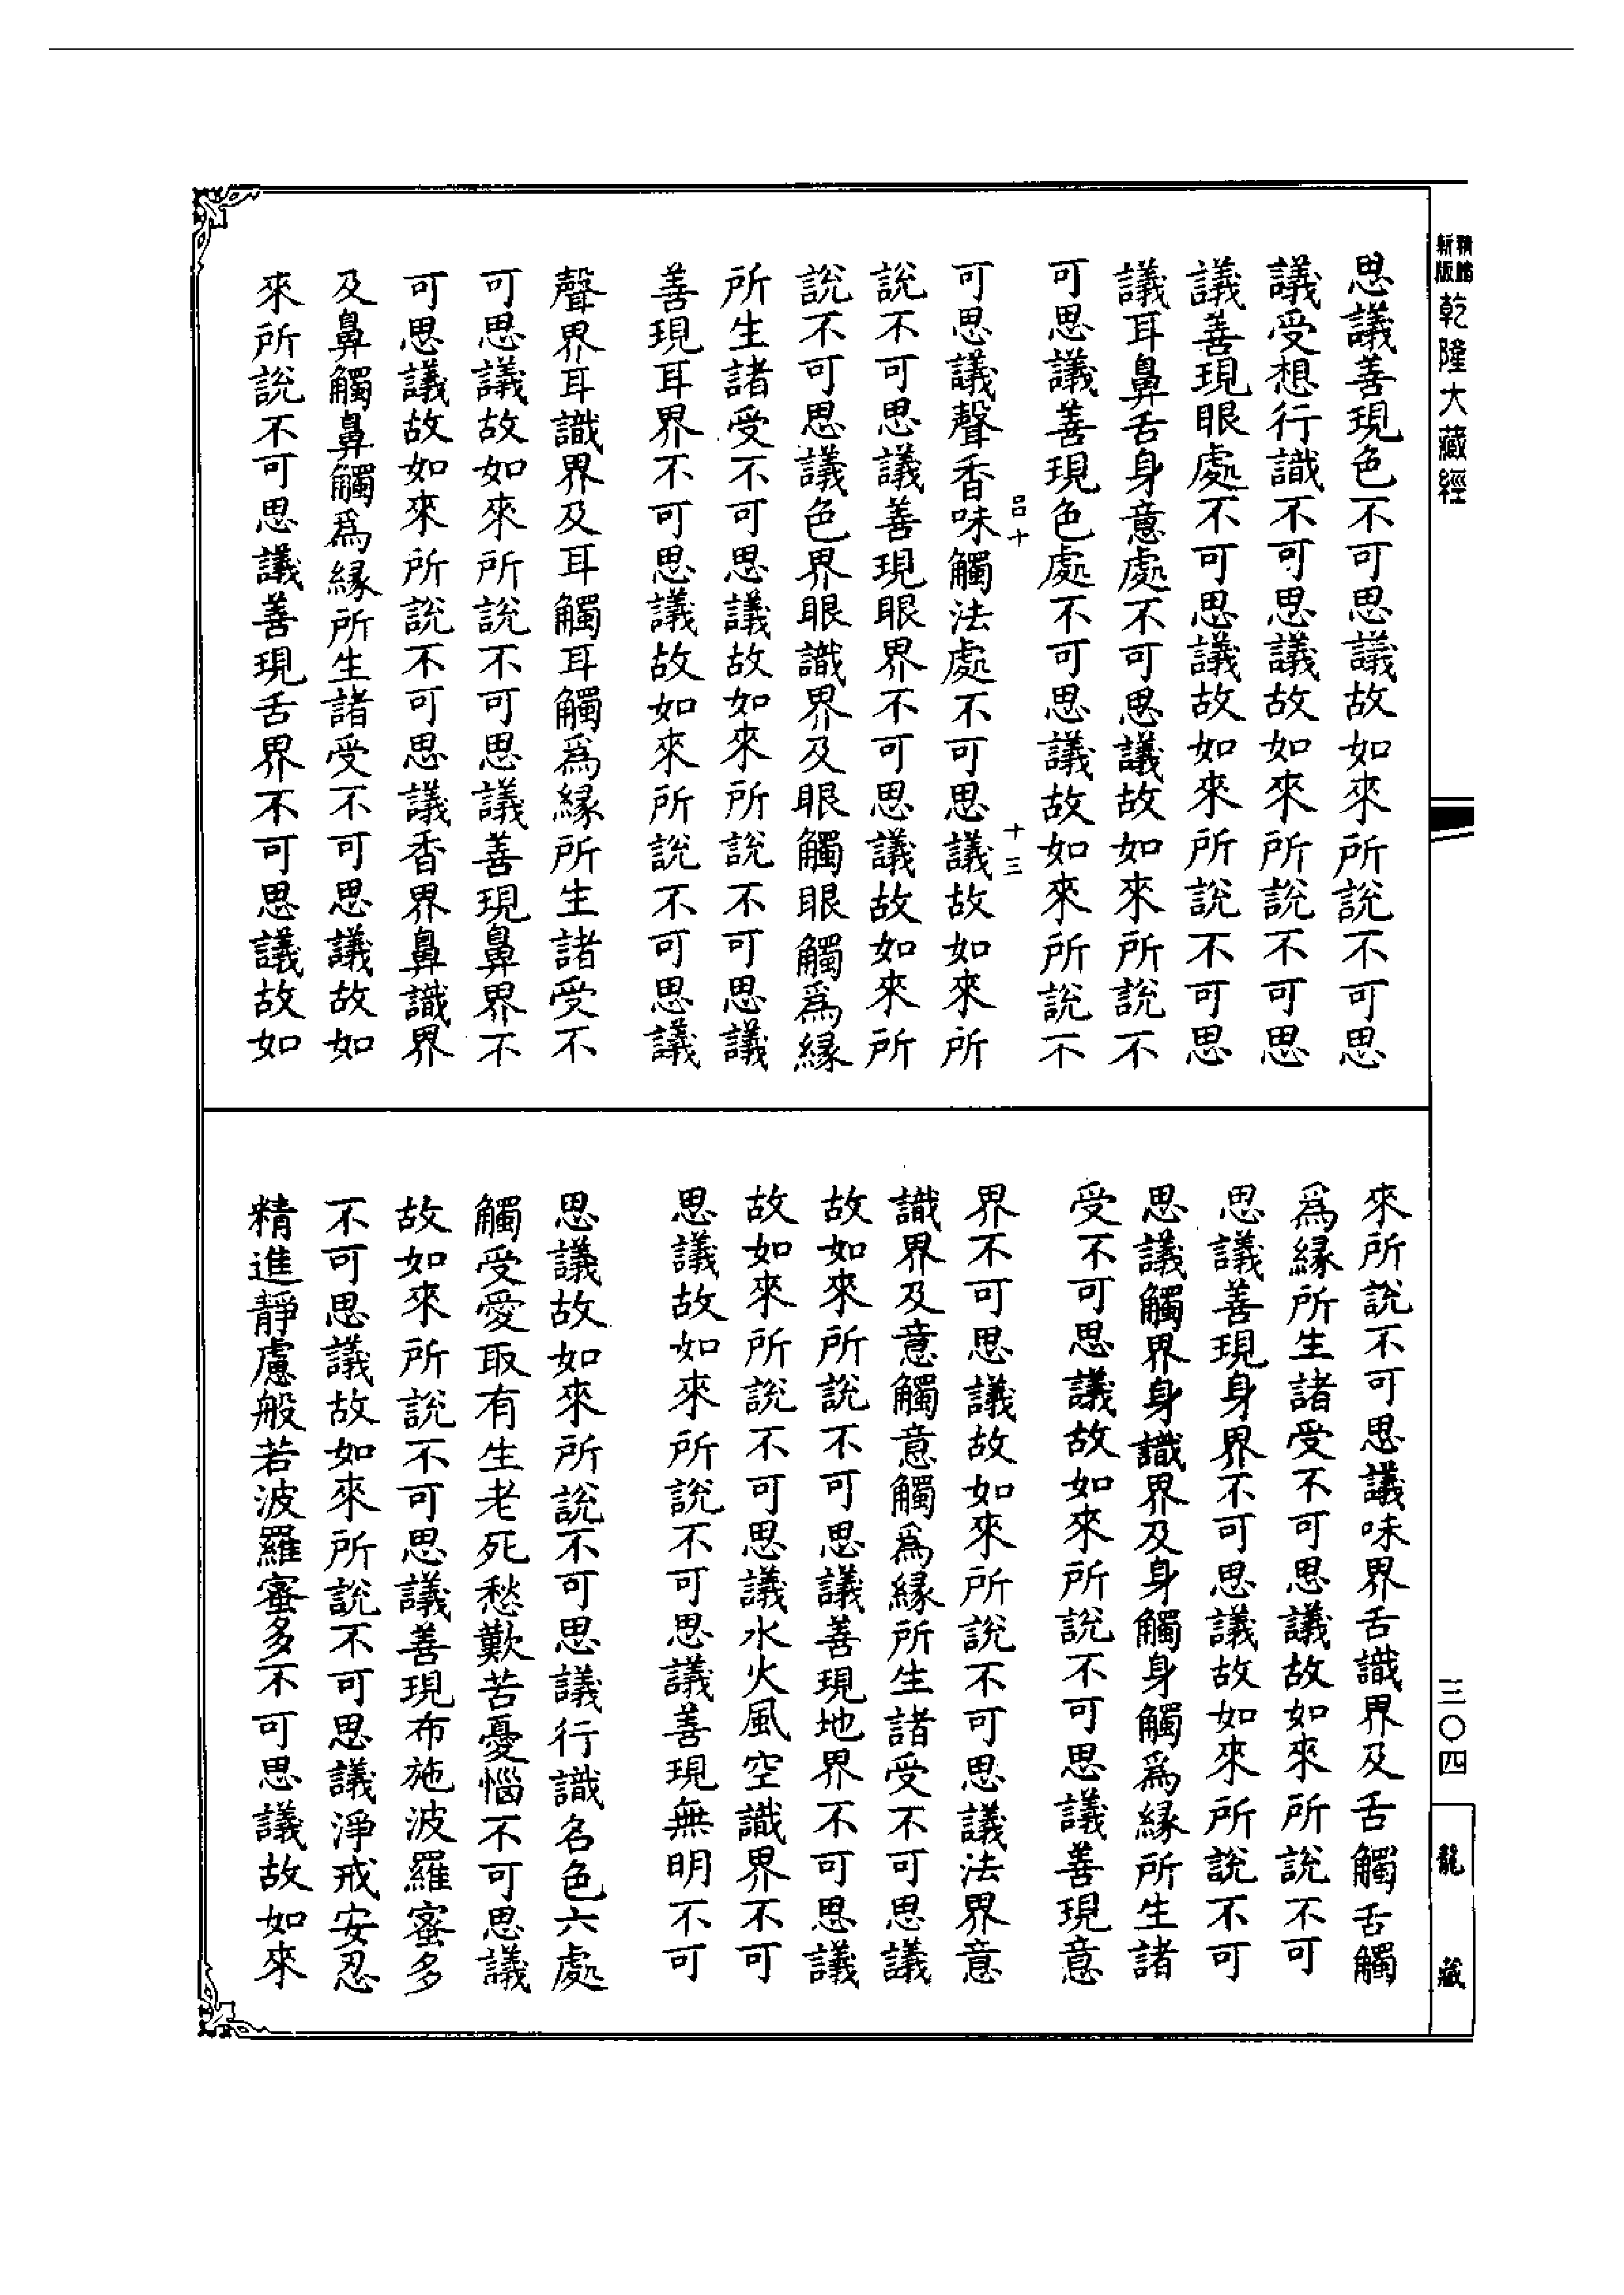 精縮新版乾隆大藏經
三〇四
龍藏
思議善現色不可思議故如來所說不可思
議受想行識不可思議故如來所說不可思
議善現眼處不可思議故如來所說不可思
議耳鼻舌身意處不可思議故如來所說不
可思議善現色處不可思議故如來所說不
呂十 十三
可思議聲香味觸法處不可思議故如來所
說不可思議善現眼界不可思議故如來所
說不可思議色界眼識界及眼觸眼觸爲緣
所生諸受不可思議故如來所說不可思議
善現耳界不可思議故如來所說不可思議
聲界耳識界及耳觸耳觸爲緣所生諸受不
可思議故如來所說不可思議善現鼻界不
可思議故如來所說不可思議香界鼻識界
及鼻觸鼻觸爲緣所生諸受不可思議故如
來所說不可思議善現舌界不可思議故如
來所說不可思議味界舌識界及舌觸舌觸
爲緣所生諸受不可思議故如來所說不可
思議善現身界不可思議故如來所說不可
思議觸界身識界及身觸身觸爲緣所生諸
受不可思議故如來所說不可思議善現意
界不可思議故如來所說不可思議法界意
識界及意觸意觸爲緣所生諸受不可思議
故如來所說不可思議善現地界不可思議
故如來所說不可思議水火風空識界不可
思議故如來所說不可思議善現無明不可
思議故如來所說不可思議行識名色六處
觸受愛取有生老死愁歎苦憂惱不可思議
故如來所說不可思議善現布施波羅蜜多
不可思議故如來所說不可思議淨戒安忍
精進靜慮般若波羅蜜多不可思議故如來